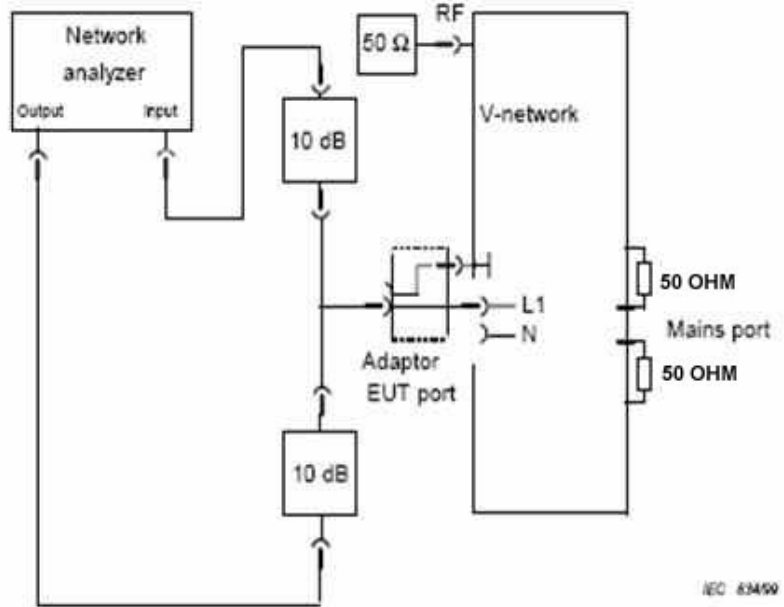 Network
analyzer
Output
Input
10 dB
50 Ω
RF
V-network
L1
N
Adaptor
EUT port
50 OHM
Mains port
50 OHM
10 dB